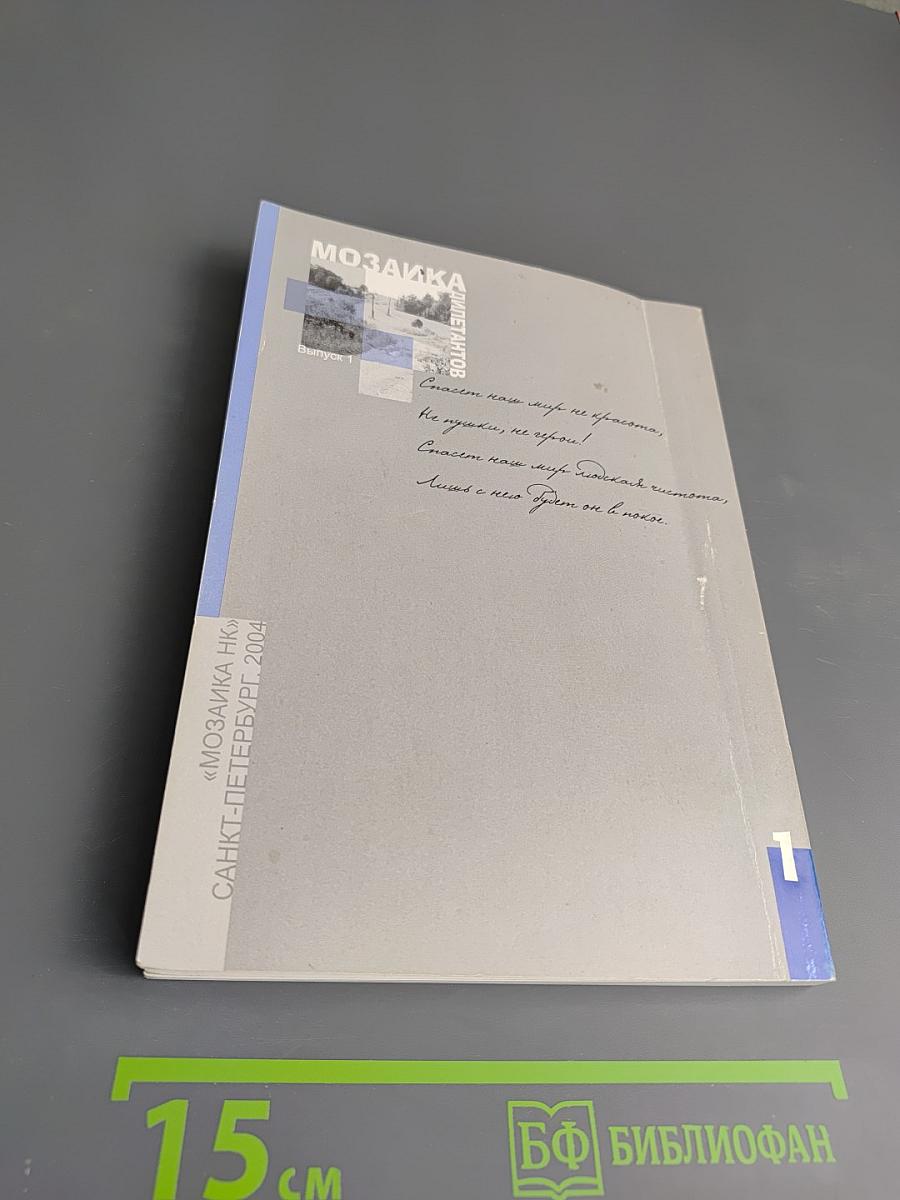 МОЗАИКА
ДИЛЕТАНТОВ
Выпуск 1
Спасет наш мир не красота,
Не пушки, не герои!
Спасет наш мир людская чистота,
Лишь с нею будет он в покое.
«МОЗАИКА НК»
САНКТ-ПЕТЕРБУРГ, 2004
1
15 см
БФ БИБЛИОФАН